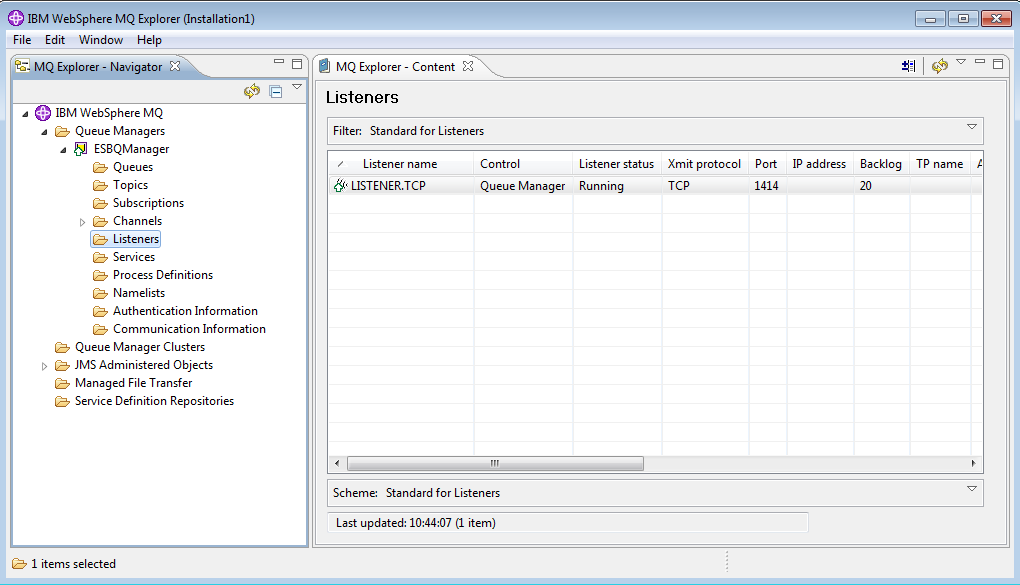 IBM WebSphere MQ Explorer (Installation1)
File Edit Window Help
MQ Explorer - Navigator
IBM WebSphere MQ
Queue Managers
ESBQManager
Queues
Topics
Subscriptions
Channels
Listeners
Services
Process Definitions
Namelists
Authentication Information
Communication Information
Queue Manager Clusters
JMS Administered Objects
Managed File Transfer
Service Definition Repositories
MQ Explorer - Content
Listeners
Filter: Standard for Listeners
Listener name Control Listener status Xmit protocol Port IP address Backlog TP name A
LISTENER.TCP Queue Manager Running TCP 1414 20
Scheme: Standard for Listeners
Last updated: 10:44:07 (1 item)
1 items selected